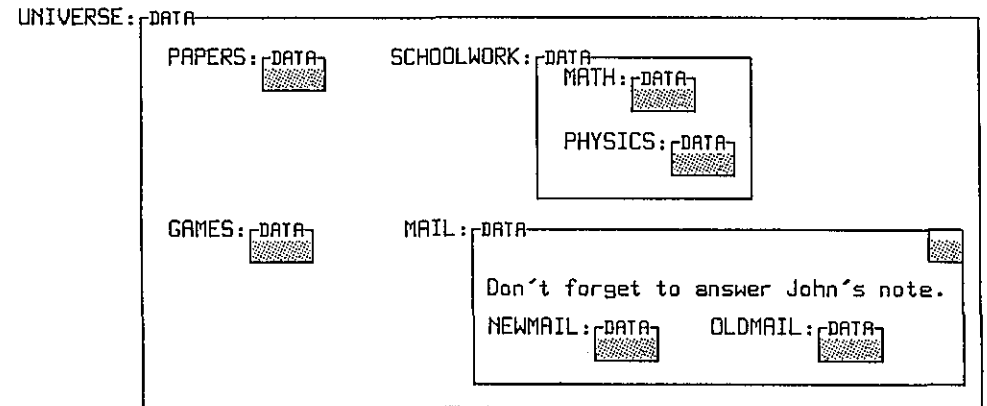 UNIVERSE: DATA
PAPERS: DATA SCHOOLWORK: DATA
MATH: DATA
PHYSICS: DATA
GAMES: DATA MAIL: DATA
Don't forget to answer John's note.
NEWMAIL: DATA OLDMAIL: DATA